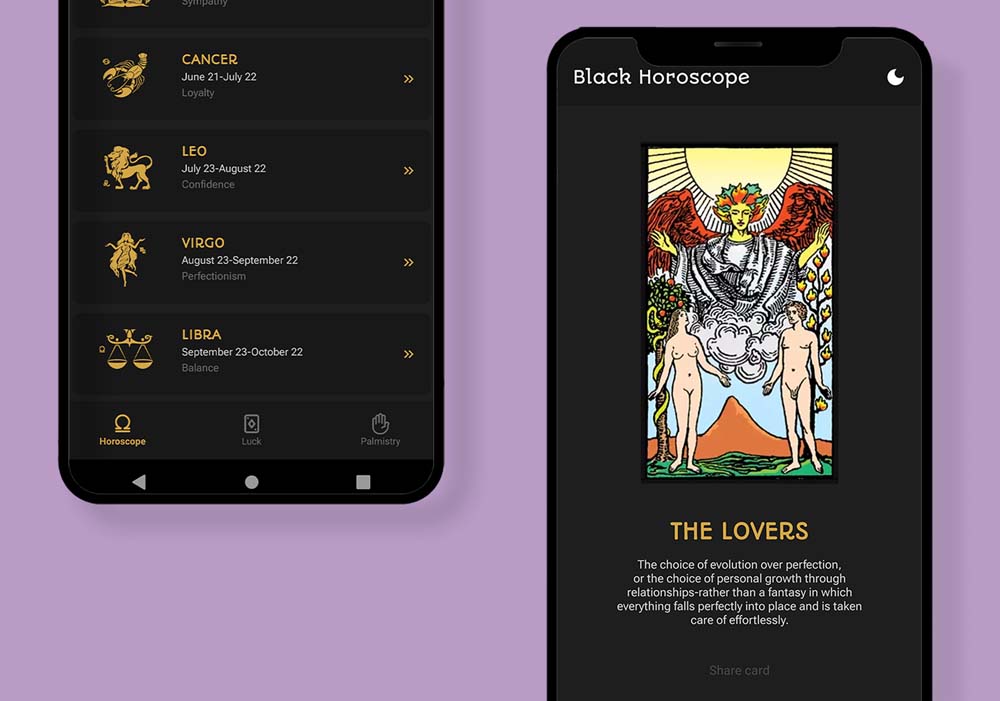 Sympathy
CANCER
June 21-July 22
Loyalty
LEO
July 23-August 22
Confidence
VIRGO
August 23-September 22
Perfectionism
LIBRA
September 23-October 22
Balance
Horoscope
Luck
Palmistry
Black Horoscope
THE LOVERS
The choice of evolution over perfection,
or the choice of personal growth through
relationships-rather than a fantasy in which
everything falls perfectly into place and is taken
care of effortlessly.
Share card